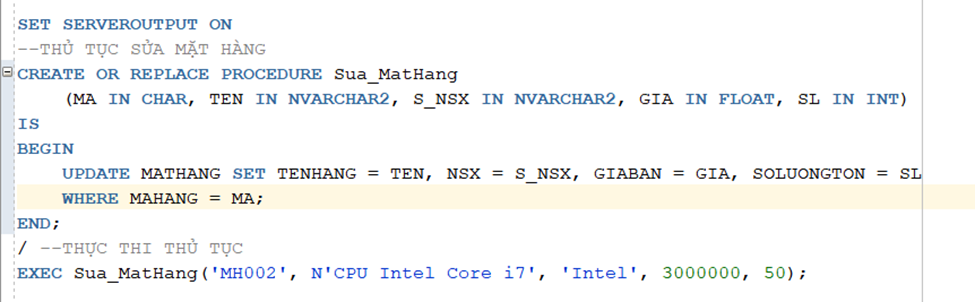 SET SERVEROUTPUT ON
--THỦ TỤC SỬA MẶT HÀNG
CREATE OR REPLACE PROCEDURE Sua_MatHang
(MA IN CHAR, TEN IN NVARCHAR2, S_NSX IN NVARCHAR2, GIA IN FLOAT, SL IN INT)
IS
BEGIN
UPDATE MATHANG SET TENHANG = TEN, NSX = S_NSX, GIABAN = GIA, SOLUONGTON = SL
WHERE MAHANG = MA;
END;
/ --THỰC THI THỦ TỤC
EXEC Sua_MatHang('MH002', N'CPU Intel Core i7', 'Intel', 3000000, 50);